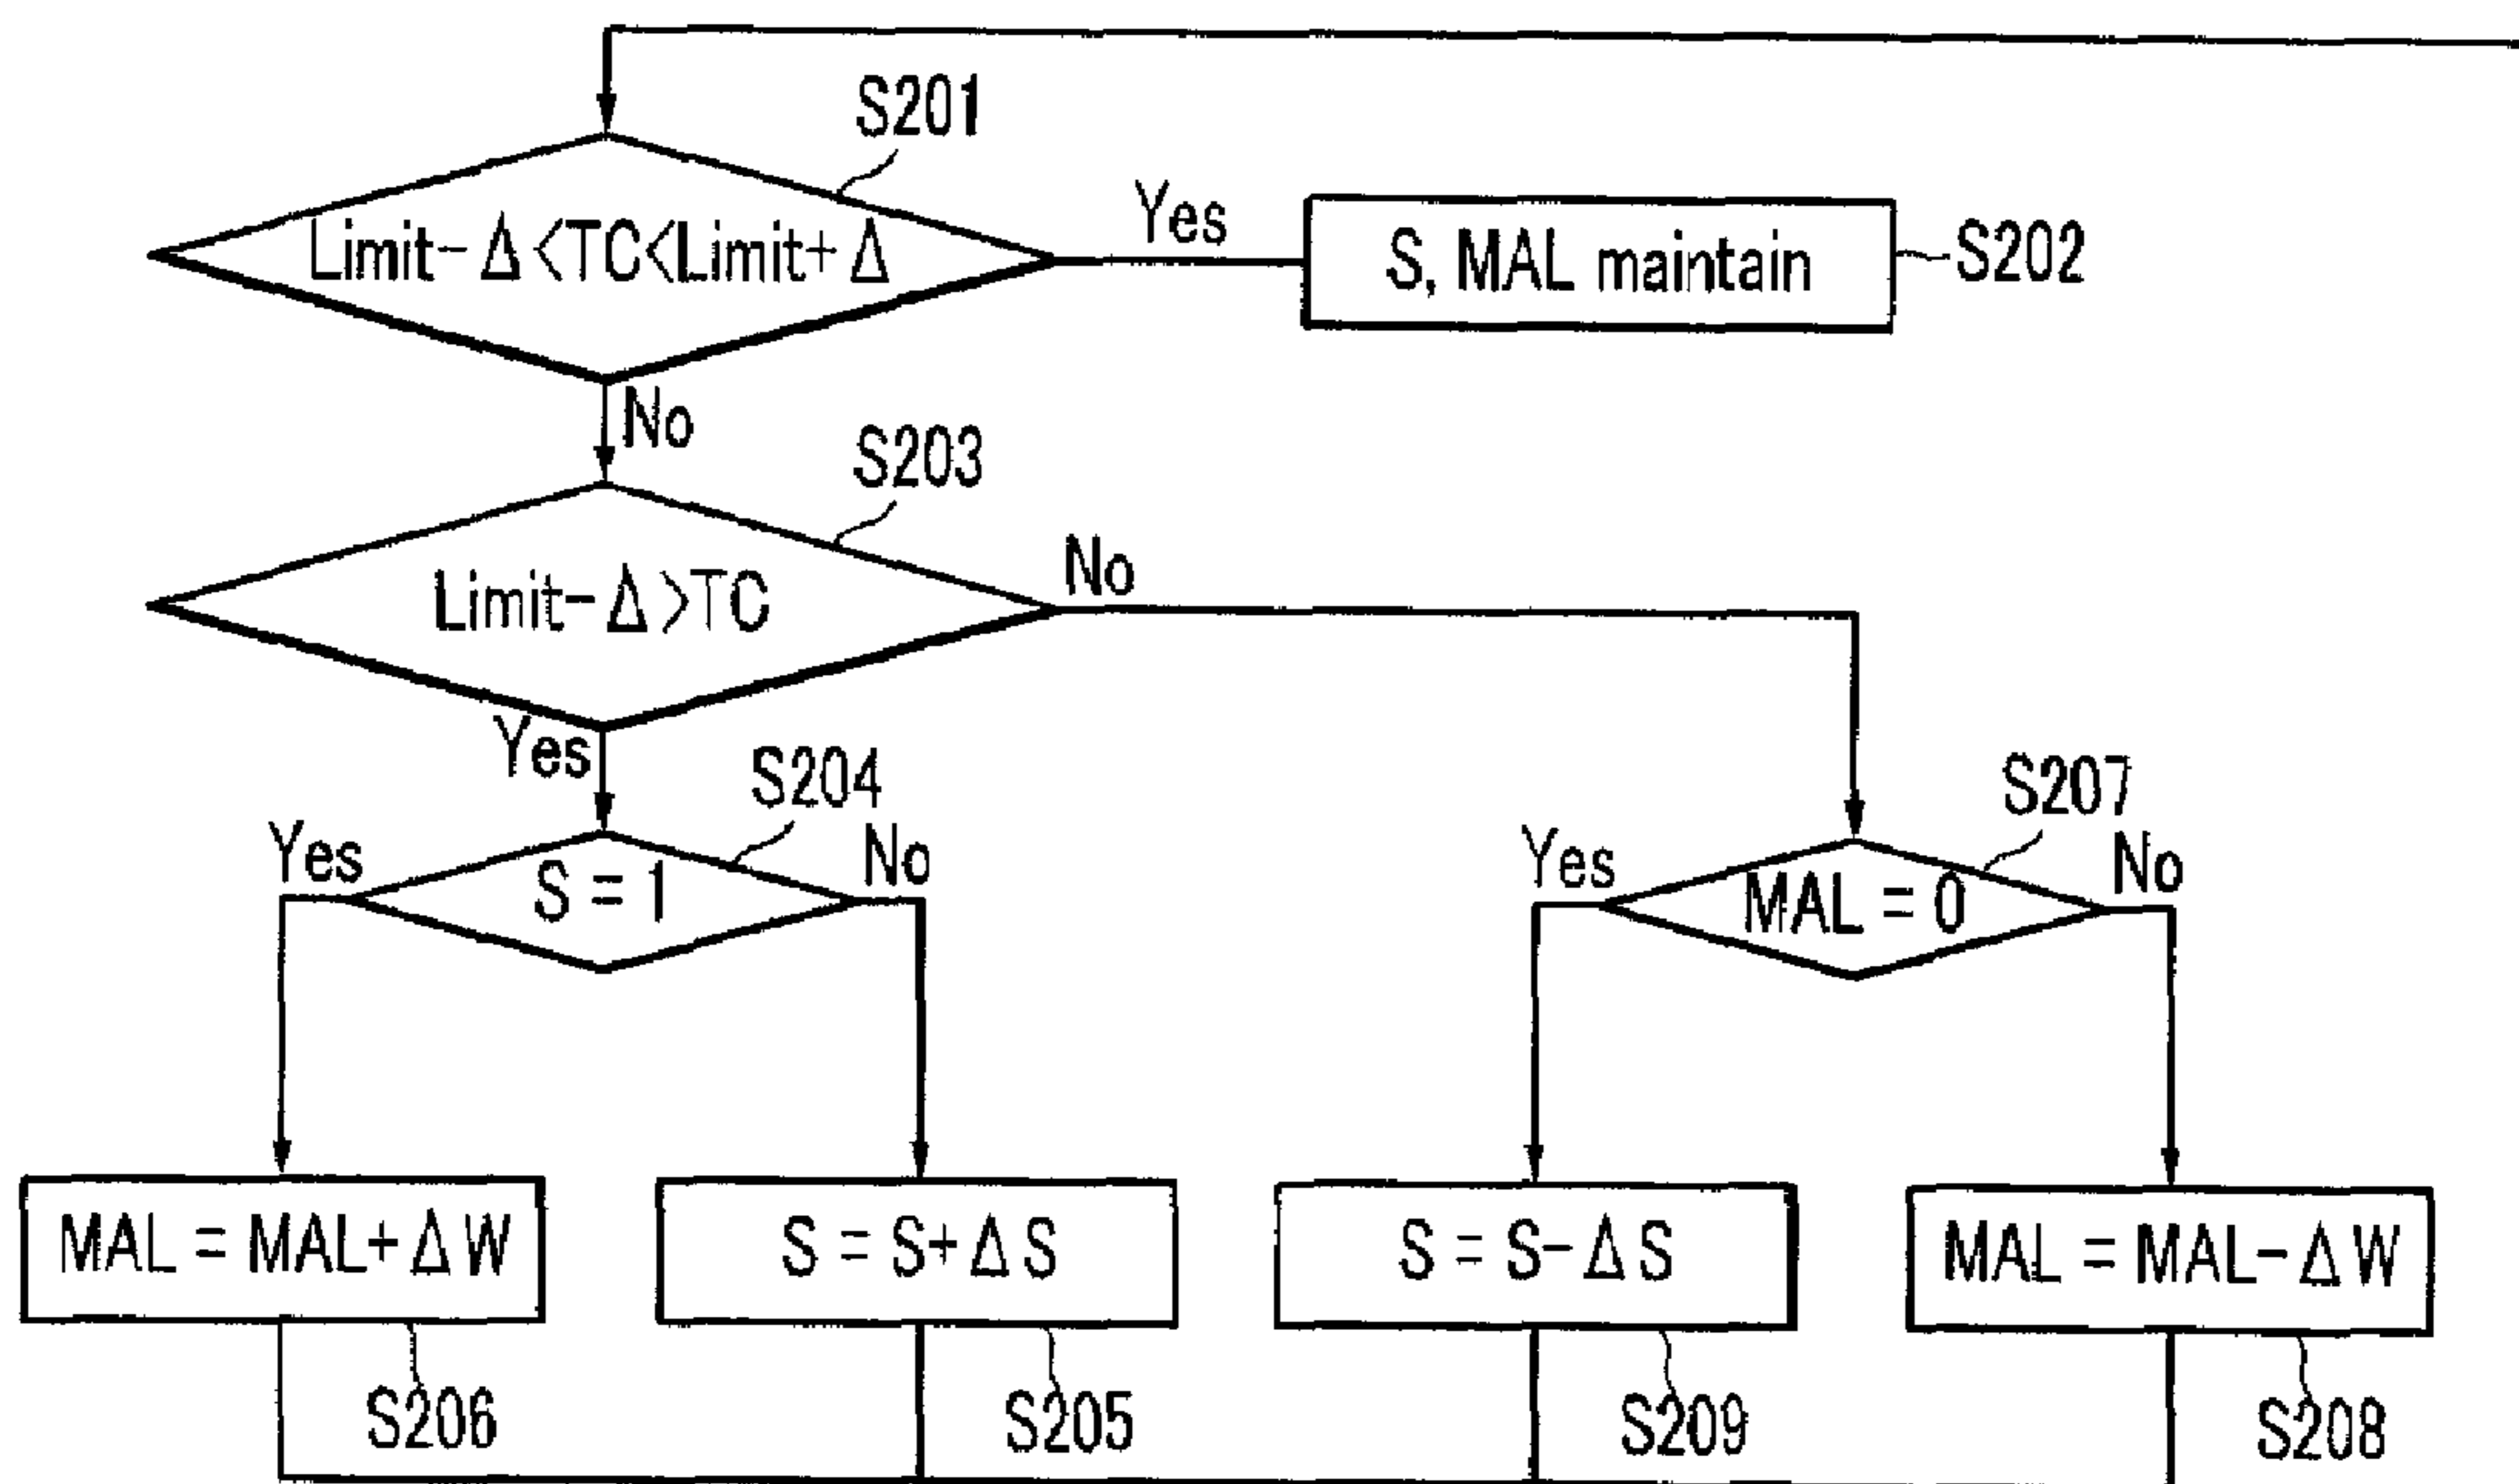 S201
Limit-Δ<TC<Limit+Δ
Yes
S, MAL maintain
S202
No
S203
Limit-Δ>TC
No
Yes
S204
S207
Yes
S = 1
No
Yes
MAL = 0
No
MAL = MAL+ΔW
S = S+ΔS
S = S-ΔS
MAL = MAL-ΔW
S206
S205
S209
S208